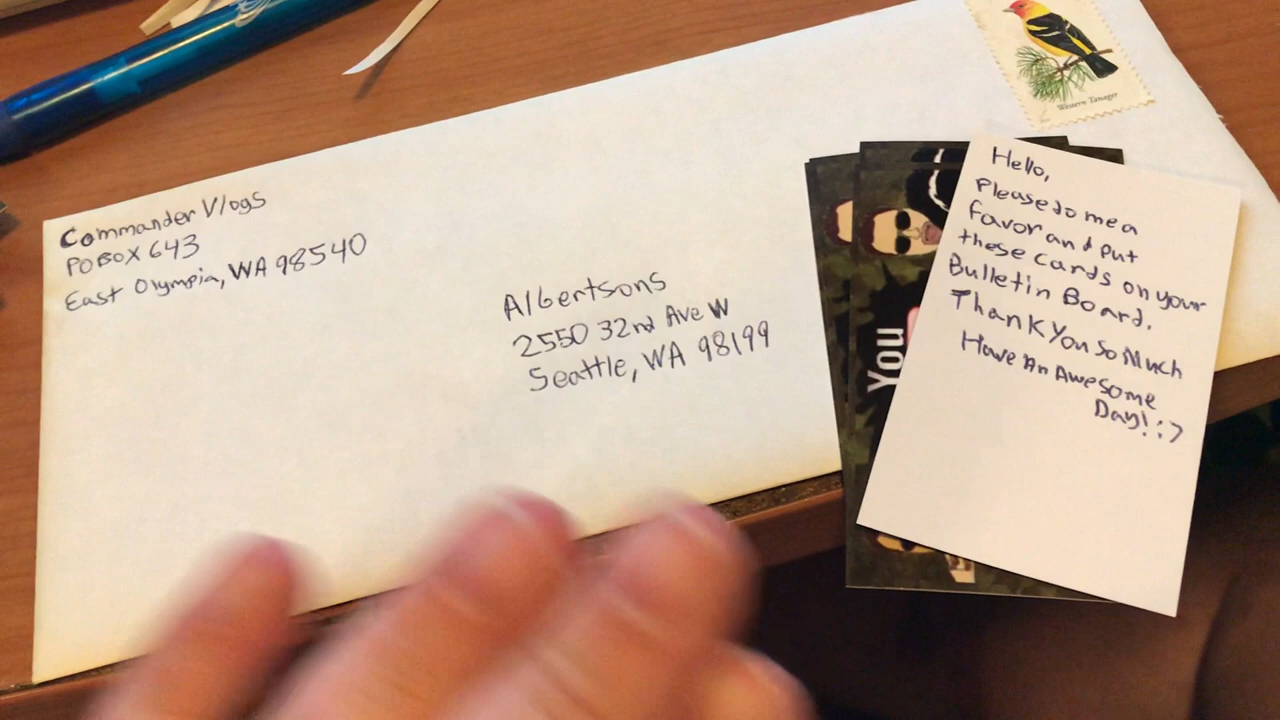 Commander Vlogs
PO BOX 643
East Olympia, WA 98540
Albertsons
2550 32nd Ave W
Seattle, WA 98199
Western Tanager
You
Hello,
Please do me a
favor and put
these cards on your
Bulletin Board.
Thank You So Much
Have An Awesome
Day! :7